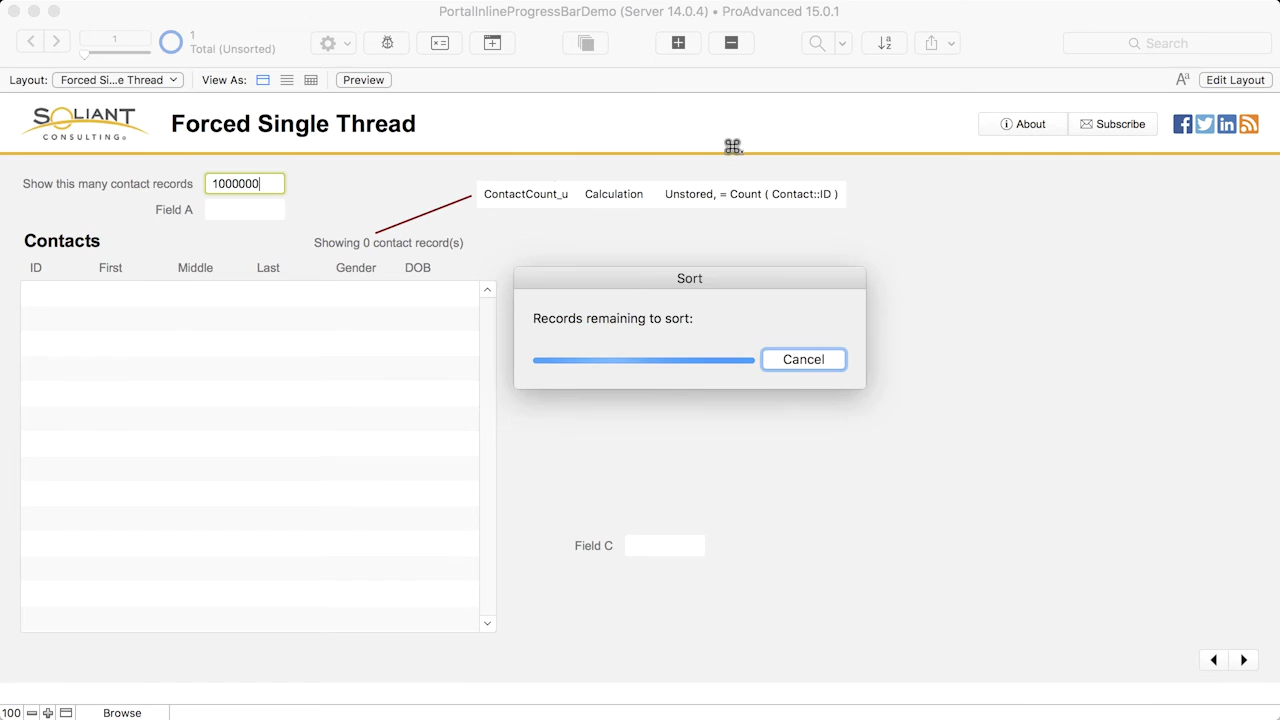 PortalInlineProgressBarDemo (Server 14.0.4) • ProAdvanced 15.0.1
1
1
Total (Unsorted)
Search
Layout: Forced Si...e Thread View As: Preview Aa Edit Layout
SOLIANT
CONSULTING
Forced Single Thread
About Subscribe
Show this many contact records 1000000
ContactCount_u Calculation Unstored, = Count ( Contact::ID )
Field A
Contacts
Showing 0 contact record(s)
ID First Middle Last Gender DOB
Sort
Records remaining to sort:
Cancel
Field C
100 Browse